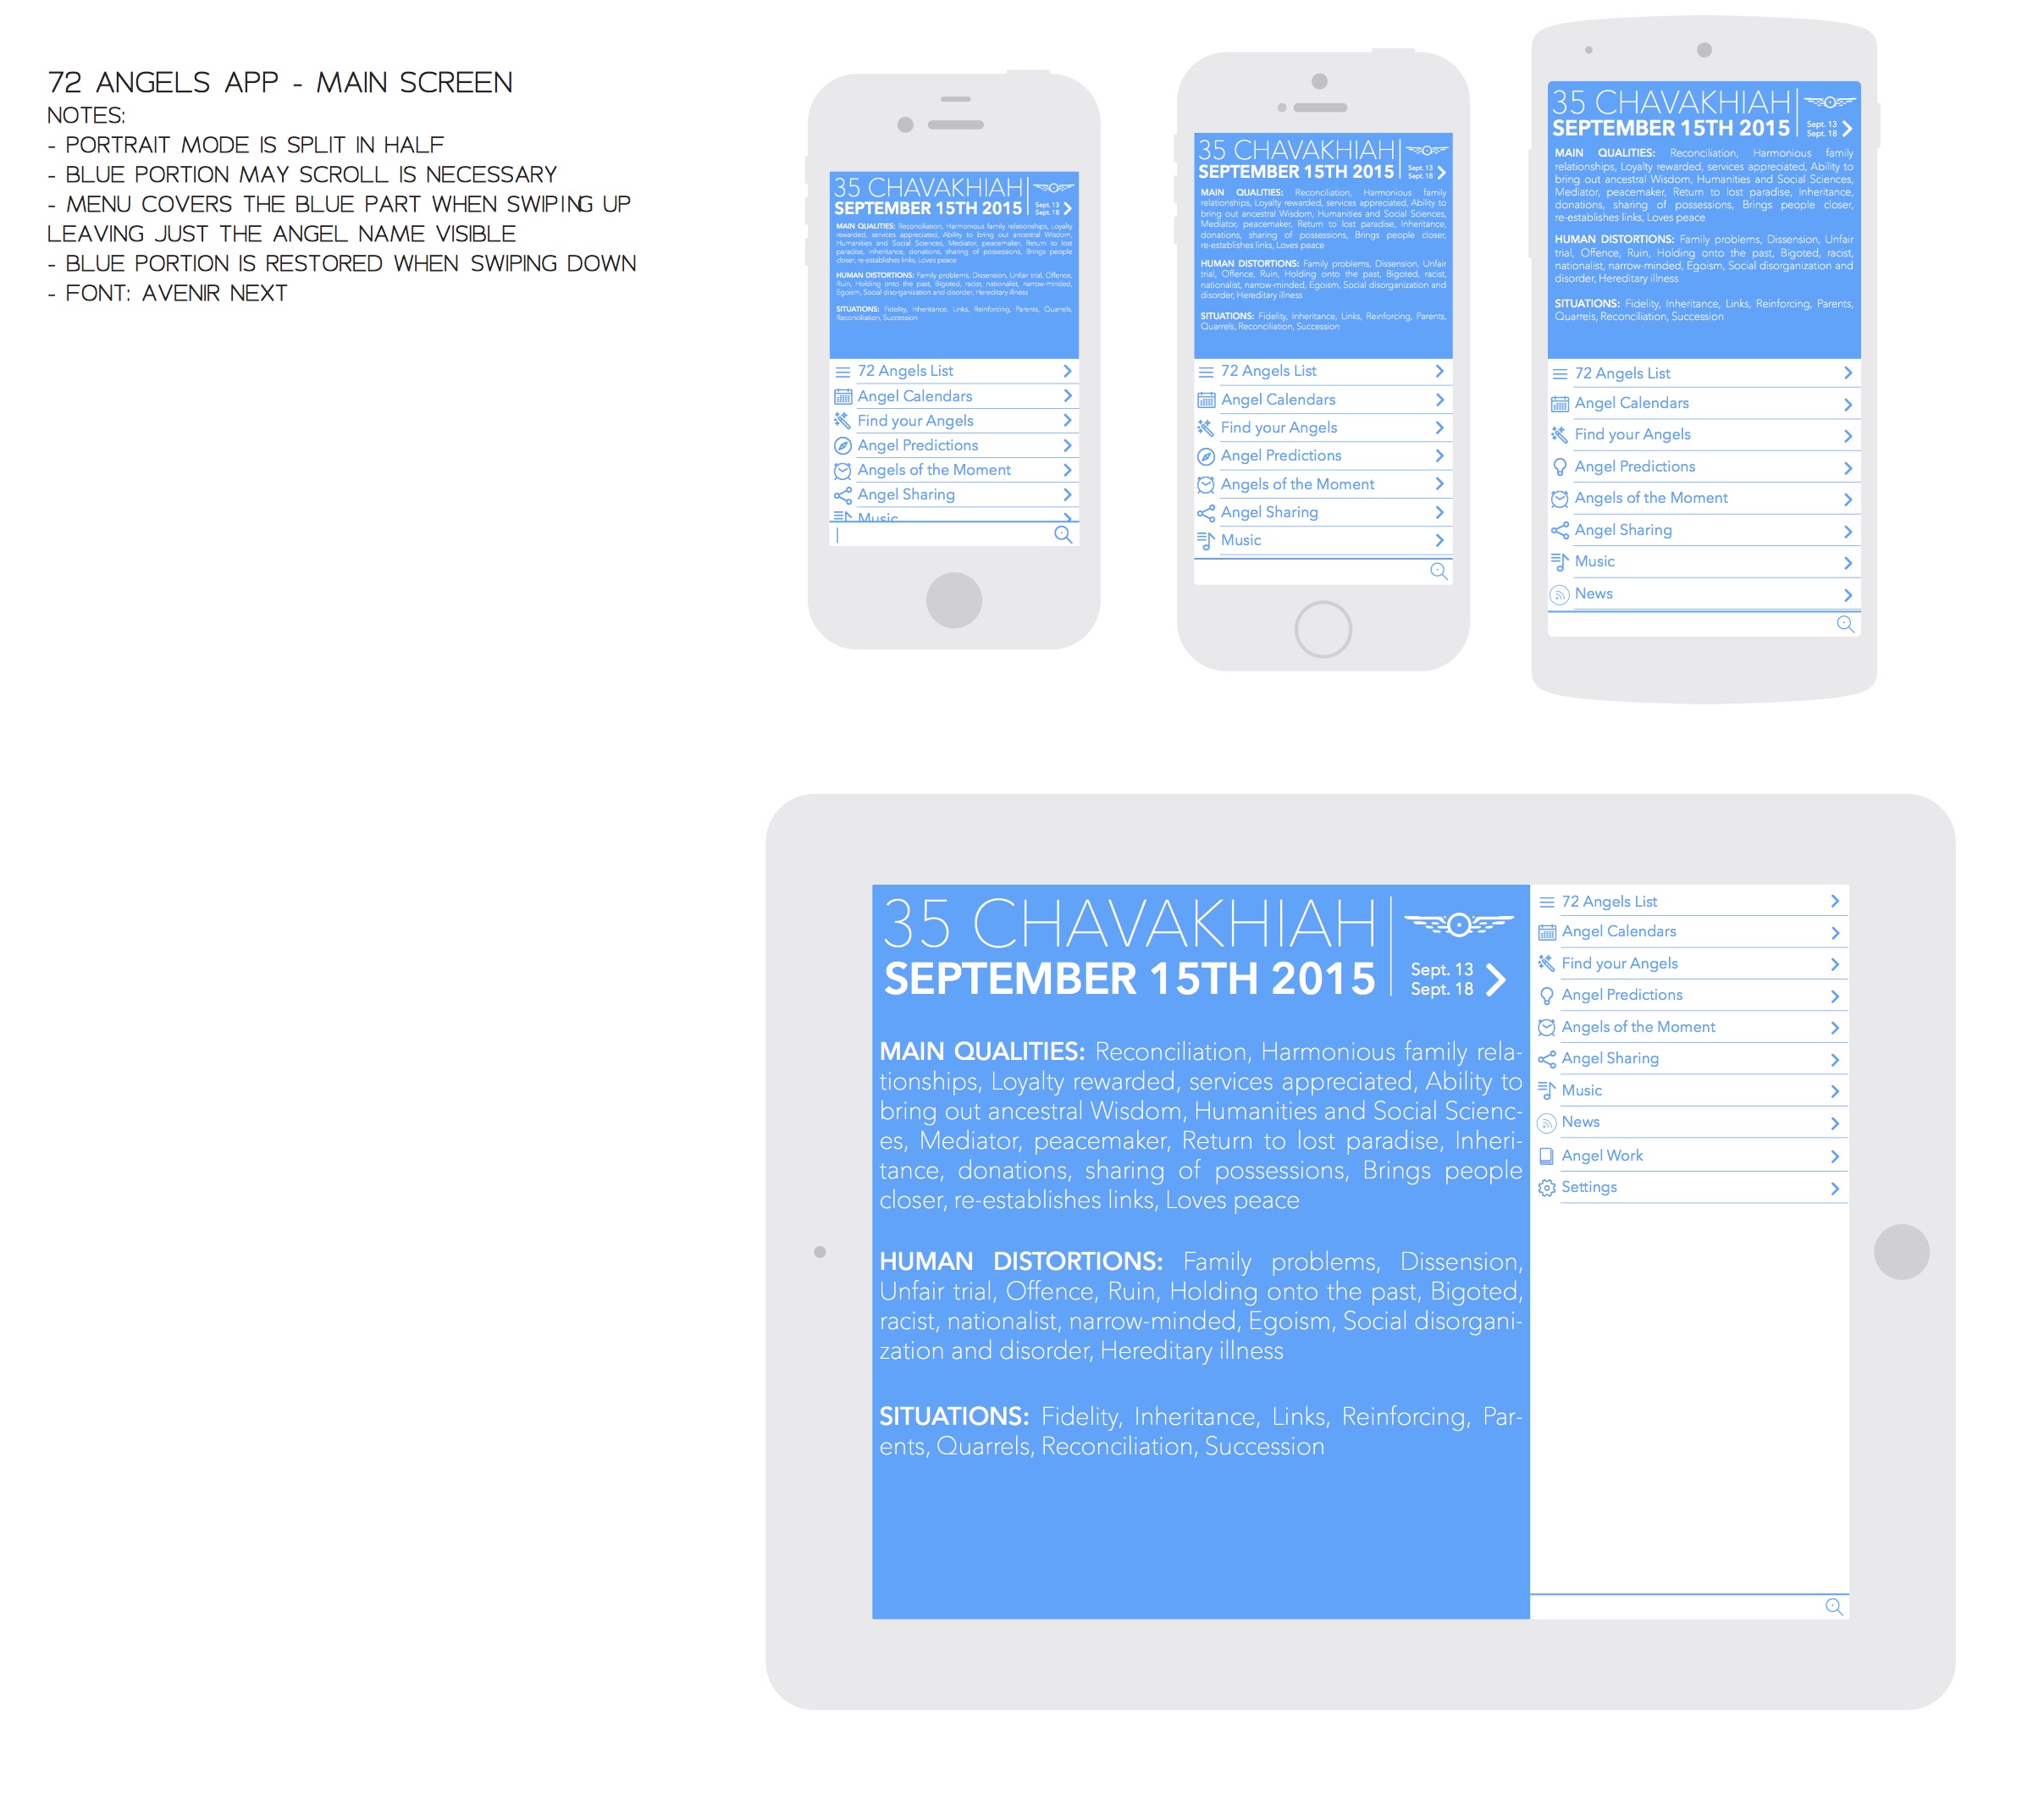 72 ANGELS APP - MAIN SCREEN
NOTES:
- PORTRAIT MODE IS SPLIT IN HALF
- BLUE PORTION MAY SCROLL IS NECESSARY
- MENU COVERS THE BLUE PART WHEN SWIPING UP
LEAVING JUST THE ANGEL NAME VISIBLE
- BLUE PORTION IS RESTORED WHEN SWIPING DOWN
- FONT: AVENIR NEXT
35 CHAVAKHIAH
SEPTEMBER 15TH 2015
Sept. 13
Sept. 18
MAIN QUALITIES: Reconciliation, Harmonious family relationships, Loyalty
rewarded, services appreciated, Ability to bring out ancestral Wisdom,
Humanities and Social Sciences, Mediator, peacemaker, Return to lost
paradise, Inheritance, donations, sharing of possessions, Brings people
closer, re-establishes links, Loves peace
HUMAN DISTORTIONS: Family problems, Dissension, Unfair trial, Offence,
Ruin, Holding onto the past, Bigoted, racist, nationalist, narrow-minded,
Egoism, Social disorganization and disorder, Hereditary illness
SITUATIONS: Fidelity, Inheritance, Links, Reinforcing, Parents, Quarrels,
Reconciliation, Succession
72 Angels List
Angel Calendars
Find your Angels
Angel Predictions
Angels of the Moment
Angel Sharing
Music
35 CHAVAKHIAH
SEPTEMBER 15TH 2015
Sept. 13
Sept. 18
MAIN QUALITIES: Reconciliation, Harmonious family
relationships, Loyalty rewarded, services appreciated, Ability to
bring out ancestral Wisdom, Humanities and Social Sciences,
Mediator, peacemaker, Return to lost paradise, Inheritance,
donations, sharing of possessions, Brings people closer,
re-establishes links, Loves peace
HUMAN DISTORTIONS: Family problems, Dissension, Unfair
trial, Offence, Ruin, Holding onto the past, Bigoted, racist,
nationalist, narrow-minded, Egoism, Social disorganization and
disorder, Hereditary illness
SITUATIONS: Fidelity, Inheritance, Links, Reinforcing, Parents,
Quarrels, Reconciliation, Succession
72 Angels List
Angel Calendars
Find your Angels
Angel Predictions
Angels of the Moment
Angel Sharing
Music
35 CHAVAKHIAH
SEPTEMBER 15TH 2015
Sept. 13
Sept. 18
MAIN QUALITIES: Reconciliation, Harmonious family
relationships, Loyalty rewarded, services appreciated, Ability to
bring out ancestral Wisdom, Humanities and Social Sciences,
Mediator, peacemaker, Return to lost paradise, Inheritance,
donations, sharing of possessions, Brings people closer,
re-establishes links, Loves peace
HUMAN DISTORTIONS: Family problems, Dissension, Unfair
trial, Offence, Ruin, Holding onto the past, Bigoted, racist,
nationalist, narrow-minded, Egoism, Social disorganization and
disorder, Hereditary illness
SITUATIONS: Fidelity, Inheritance, Links, Reinforcing, Parents,
Quarrels, Reconciliation, Succession
72 Angels List
Angel Calendars
Find your Angels
Angel Predictions
Angels of the Moment
Angel Sharing
Music
News
35 CHAVAKHIAH
SEPTEMBER 15TH 2015
Sept. 13
Sept. 18
MAIN QUALITIES: Reconciliation, Harmonious family rela-
tionships, Loyalty rewarded, services appreciated, Ability to
bring out ancestral Wisdom, Humanities and Social Scienc-
es, Mediator, peacemaker, Return to lost paradise, Inheri-
tance, donations, sharing of possessions, Brings people
closer, re-establishes links, Loves peace
HUMAN DISTORTIONS: Family problems, Dissension,
Unfair trial, Offence, Ruin, Holding onto the past, Bigoted,
racist, nationalist, narrow-minded, Egoism, Social disorgani-
zation and disorder, Hereditary illness
SITUATIONS: Fidelity, Inheritance, Links, Reinforcing, Par-
ents, Quarrels, Reconciliation, Succession
72 Angels List
Angel Calendars
Find your Angels
Angel Predictions
Angels of the Moment
Angel Sharing
Music
News
Angel Work
Settings